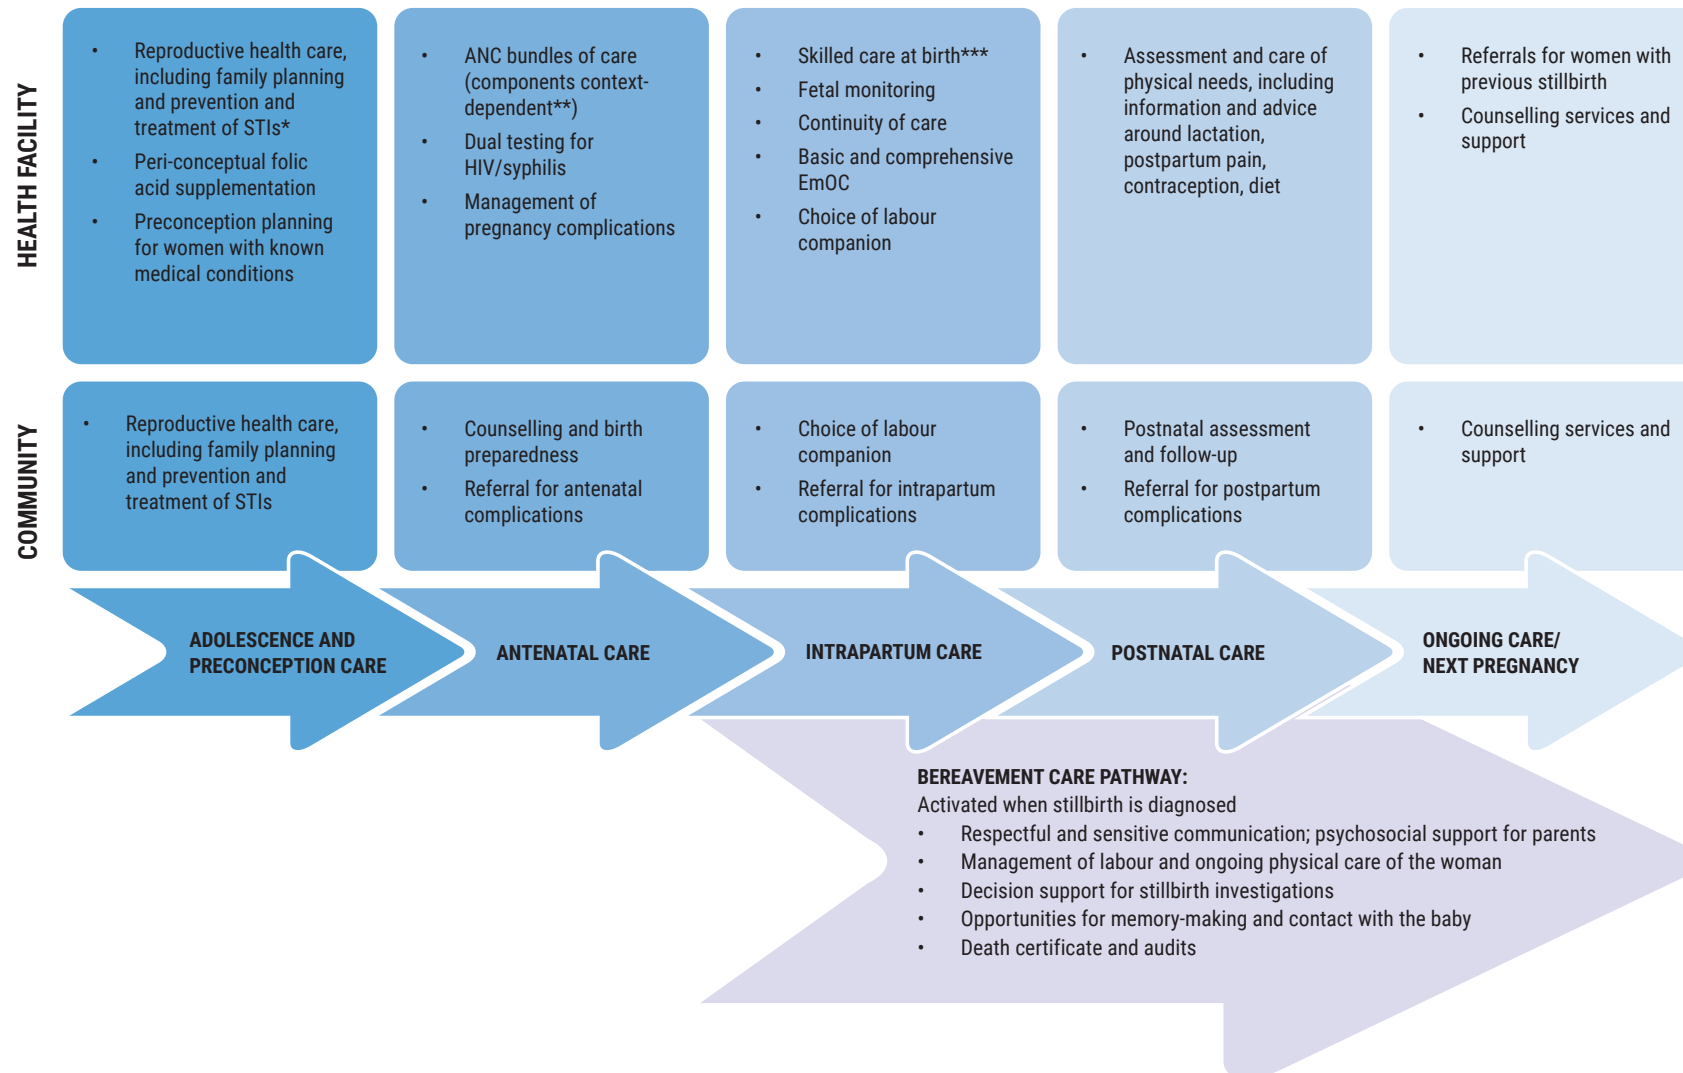 HEALTH FACILITY
• Reproductive health care,
including family planning
and prevention and
treatment of STIs*
• Peri-conceptual folic
acid supplementation
• Preconception planning
for women with known
medical conditions
• ANC bundles of care
(components context-
dependent**)
• Dual testing for
HIV/syphilis
• Management of
pregnancy complications
• Skilled care at birth***
• Fetal monitoring
• Continuity of care
• Basic and comprehensive
EmOC
• Choice of labour
companion
• Assessment and care of
physical needs, including
information and advice
around lactation,
postpartum pain,
contraception, diet
• Referrals for women with
previous stillbirth
• Counselling services and
support
COMMUNITY
• Reproductive health care,
including family planning
and prevention and
treatment of STIs
• Counselling and birth
preparedness
• Referral for antenatal
complications
• Choice of labour
companion
• Referral for intrapartum
complications
• Postnatal assessment
and follow-up
• Referral for postpartum
complications
• Counselling services and
support
ADOLESCENCE AND
PRECONCEPTION CARE
ANTENATAL CARE
INTRAPARTUM CARE
POSTNATAL CARE
ONGOING CARE/
NEXT PREGNANCY
BEREAVEMENT CARE PATHWAY:
Activated when stillbirth is diagnosed
• Respectful and sensitive communication; psychosocial support for parents
• Management of labour and ongoing physical care of the woman
• Decision support for stillbirth investigations
• Opportunities for memory-making and contact with the baby
• Death certificate and audits